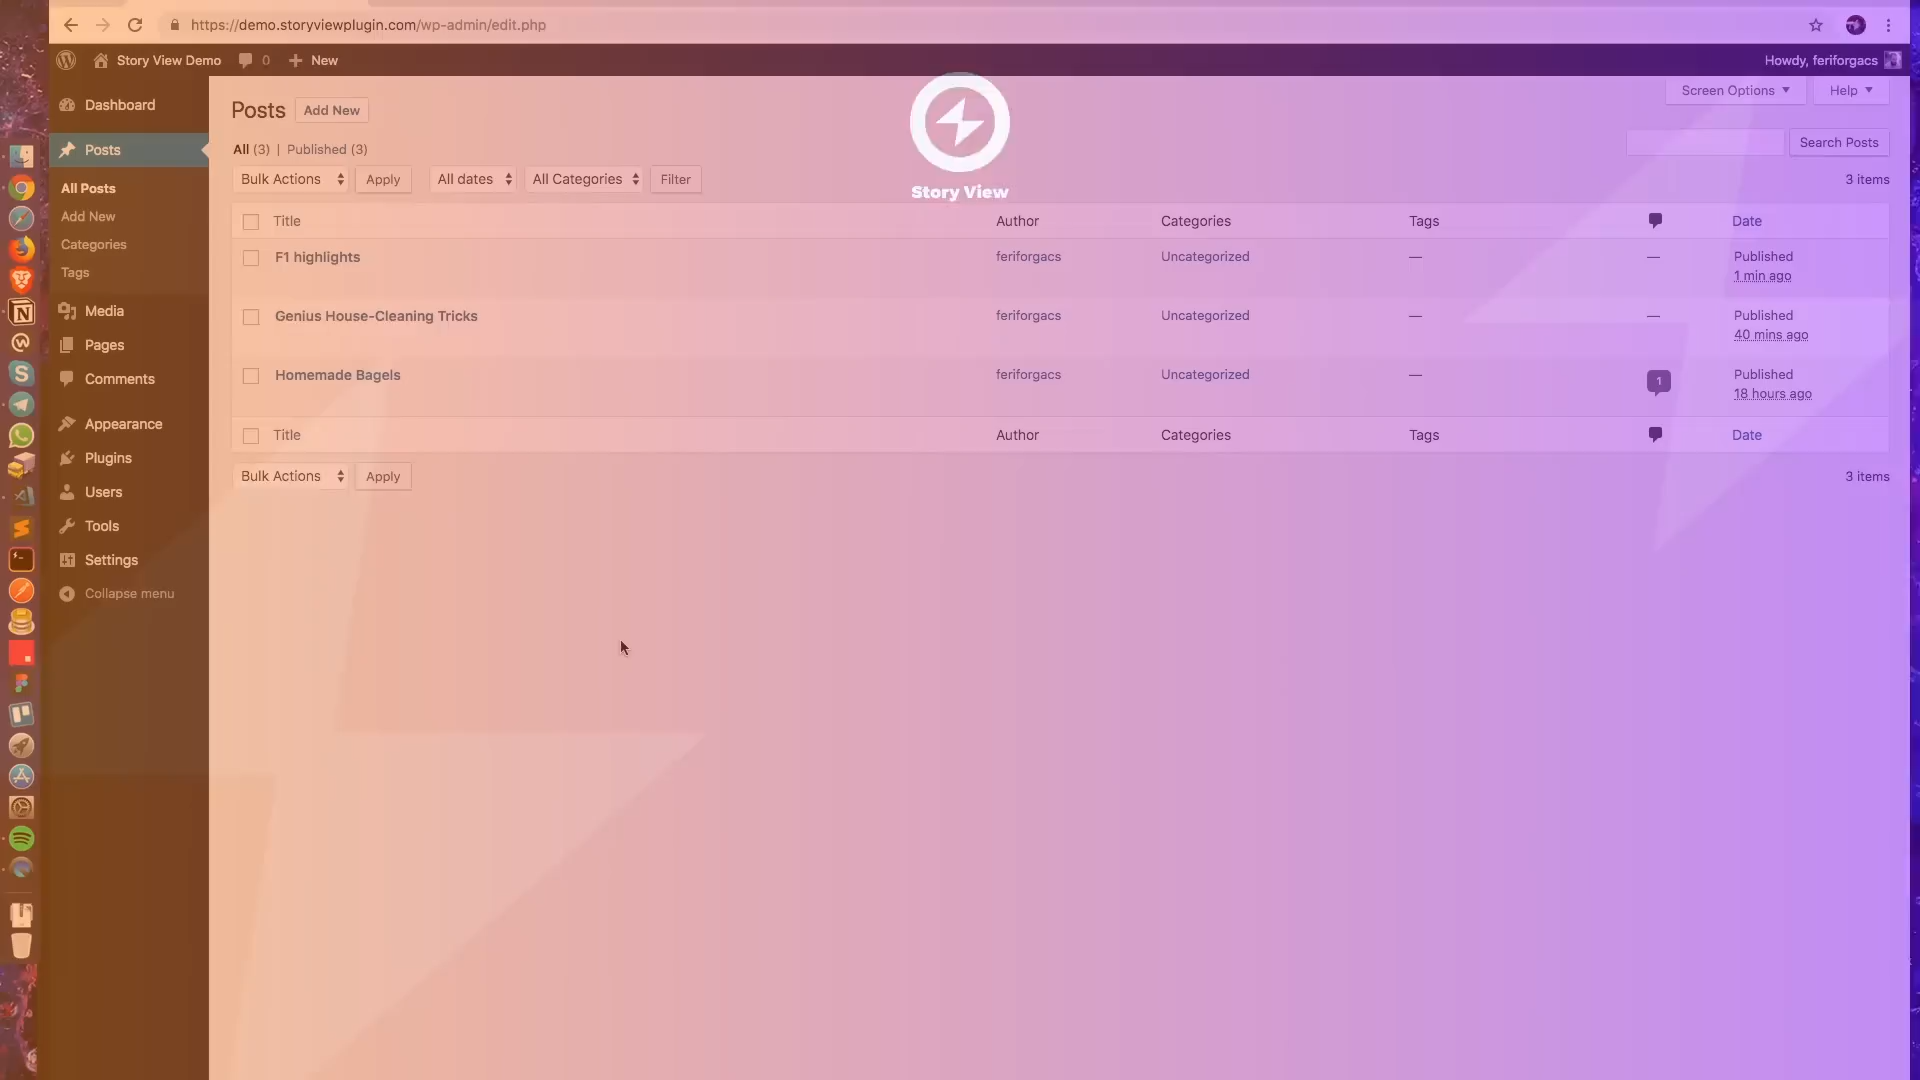 https://demo.storyviewplugin.com/wp-admin/edit.php
Story View Demo 0 New Howdy, feriforgacs
Dashboard
Posts
All Posts
Add New
Categories
Tags
Media
Pages
Comments
Appearance
Plugins
Users
Tools
Settings
Collapse menu
Posts Add New
Screen Options Help
Story View
All (3) | Published (3)
Search Posts
Bulk Actions Apply All dates All Categories Filter 3 items
Title Author Categories Tags Date
F1 highlights feriforgacs Uncategorized — — Published
1 min ago
Genius House-Cleaning Tricks feriforgacs Uncategorized — — Published
40 mins ago
Homemade Bagels feriforgacs Uncategorized — 1 Published
18 hours ago
Title Author Categories Tags Date
Bulk Actions Apply 3 items